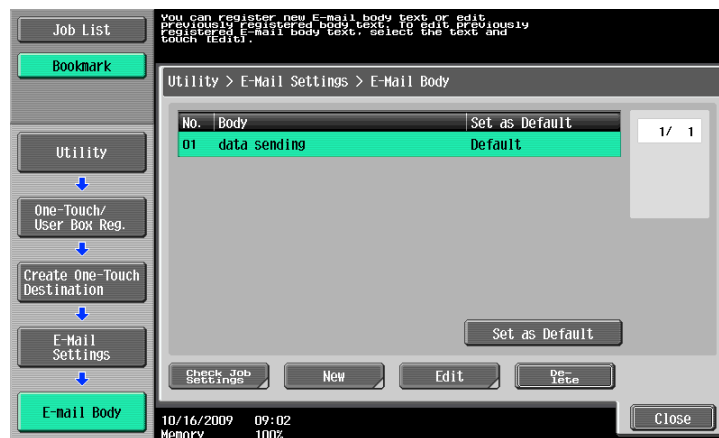 Job List
Bookmark
You can register new E-mail body text or edit
previously registered body text. To edit previously
registered E-mail body text, select the text and
touch [Edit].
Utility > E-Mail Settings > E-Mail Body
No. Body Set as Default
01 data sending Default
1/ 1
Utility
One-Touch/
User Box Reg.
Create One-Touch
Destination
E-Mail
Settings
E-mail Body
Set as Default
Check Job
Settings
New
Edit
De-
lete
10/16/2009 09:02
Memory 100%
Close